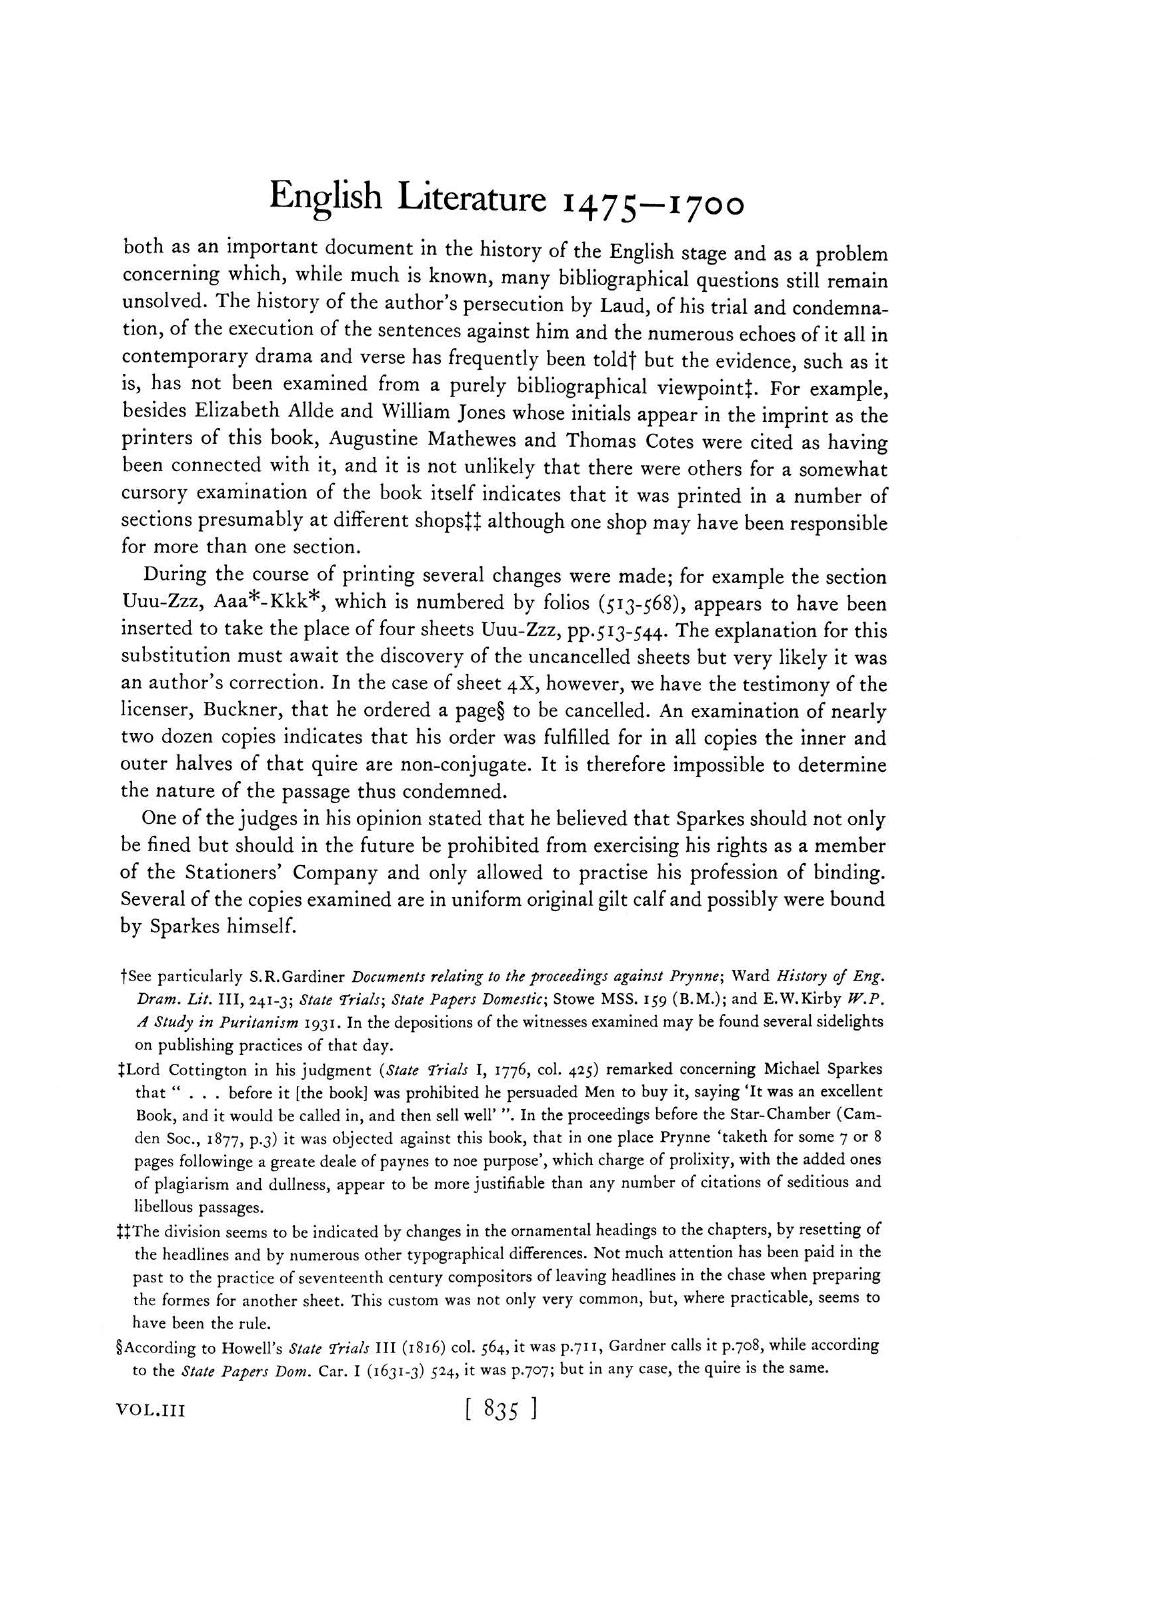 English Literature 1475—1700
both as an important document in the history of the English stage and as a problem
concerning which, while much is known, many bibliographical questions still remain
unsolved. The history of the author's persecution by Laud, of his trial and condemna-
tion, of the execution of the sentences against him and the numerous echoes of it all in
contemporary drama and verse has frequently been told† but the evidence, such as it
is, has not been examined from a purely bibliographical viewpoint‡. For example,
besides Elizabeth Allde and William Jones whose initials appear in the imprint as the
printers of this book, Augustine Mathewes and Thomas Cotes were cited as having
been connected with it, and it is not unlikely that there were others for a somewhat
cursory examination of the book itself indicates that it was printed in a number of
sections presumably at different shops‡‡ although one shop may have been responsible
for more than one section.
During the course of printing several changes were made; for example the section
Uuu-Zzz, Aaa*-Kkk*, which is numbered by folios (513-568), appears to have been
inserted to take the place of four sheets Uuu-Zzz, pp.513-544. The explanation for this
substitution must await the discovery of the uncancelled sheets but very likely it was
an author's correction. In the case of sheet 4X, however, we have the testimony of the
licenser, Buckner, that he ordered a page§ to be cancelled. An examination of nearly
two dozen copies indicates that his order was fulfilled for in all copies the inner and
outer halves of that quire are non-conjugate. It is therefore impossible to determine
the nature of the passage thus condemned.
One of the judges in his opinion stated that he believed that Sparkes should not only
be fined but should in the future be prohibited from exercising his rights as a member
of the Stationers' Company and only allowed to practise his profession of binding.
Several of the copies examined are in uniform original gilt calf and possibly were bound
by Sparkes himself.
†See particularly S.R.Gardiner Documents relating to the proceedings against Prynne; Ward History of Eng.
Dram. Lit. III, 241-3; State Trials; State Papers Domestic; Stowe MSS. 159 (B.M.); and E.W.Kirby W.P.
A Study in Puritanism 1931. In the depositions of the witnesses examined may be found several sidelights
on publishing practices of that day.
‡Lord Cottington in his judgment (State Trials I, 1776, col. 425) remarked concerning Michael Sparkes
that " . . . before it [the book] was prohibited he persuaded Men to buy it, saying 'It was an excellent
Book, and it would be called in, and then sell well' ". In the proceedings before the Star-Chamber (Cam-
den Soc., 1877, p.3) it was objected against this book, that in one place Prynne 'taketh for some 7 or 8
pages followinge a greate deale of paynes to noe purpose', which charge of prolixity, with the added ones
of plagiarism and dullness, appear to be more justifiable than any number of citations of seditious and
libellous passages.
‡‡The division seems to be indicated by changes in the ornamental headings to the chapters, by resetting of
the headlines and by numerous other typographical differences. Not much attention has been paid in the
past to the practice of seventeenth century compositors of leaving headlines in the chase when preparing
the formes for another sheet. This custom was not only very common, but, where practicable, seems to
have been the rule.
§According to Howell's State Trials III (1816) col. 564, it was p.711, Gardner calls it p.708, while according
to the State Papers Dom. Car. I (1631-3) 524, it was p.707; but in any case, the quire is the same.
VOL.III
[ 835 ]